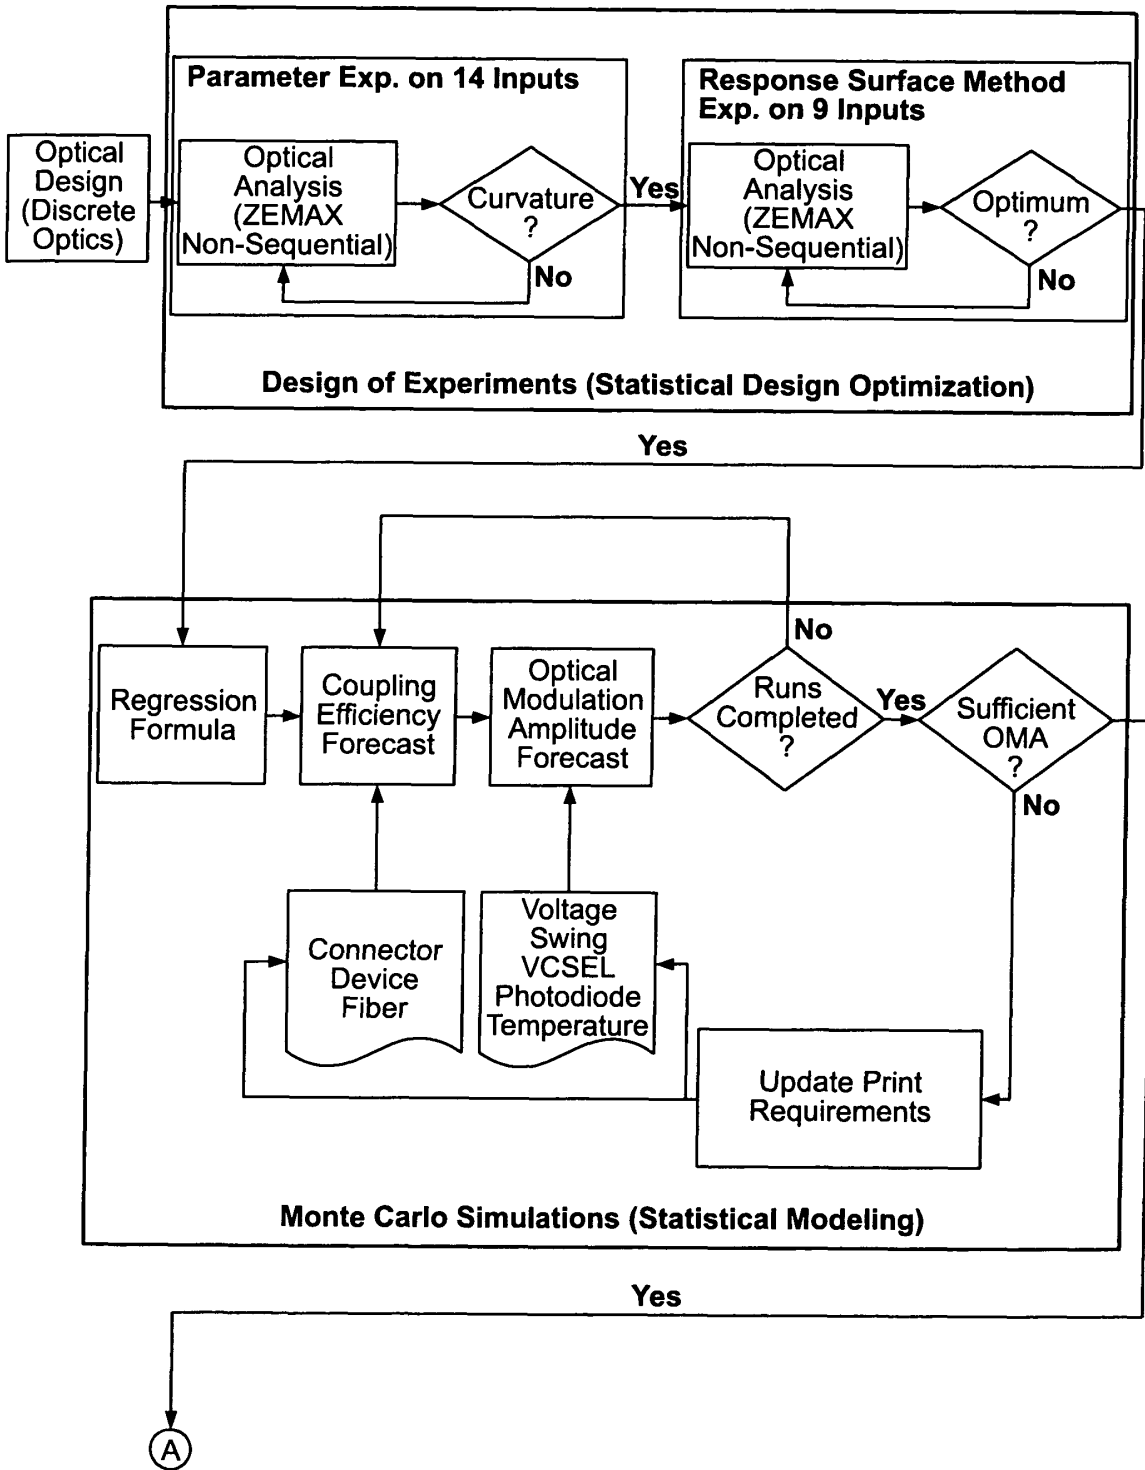 Parameter Exp. on 14 Inputs
Response Surface Method
Exp. on 9 Inputs
Optical
Design
(Discrete
Optics)
Optical
Analysis
(ZEMAX
Non-Sequential)
Curvature
?
No
Yes
Optical
Analysis
(ZEMAX
Non-Sequential)
Optimum
?
No
Design of Experiments (Statistical Design Optimization)
Yes
Regression
Formula
Coupling
Efficiency
Forecast
Optical
Modulation
Amplitude
Forecast
Runs
Completed
?
No
Yes
Sufficient
OMA
?
No
Connector
Device
Fiber
Voltage
Swing
VCSEL
Photodiode
Temperature
Update Print
Requirements
Monte Carlo Simulations (Statistical Modeling)
Yes
A